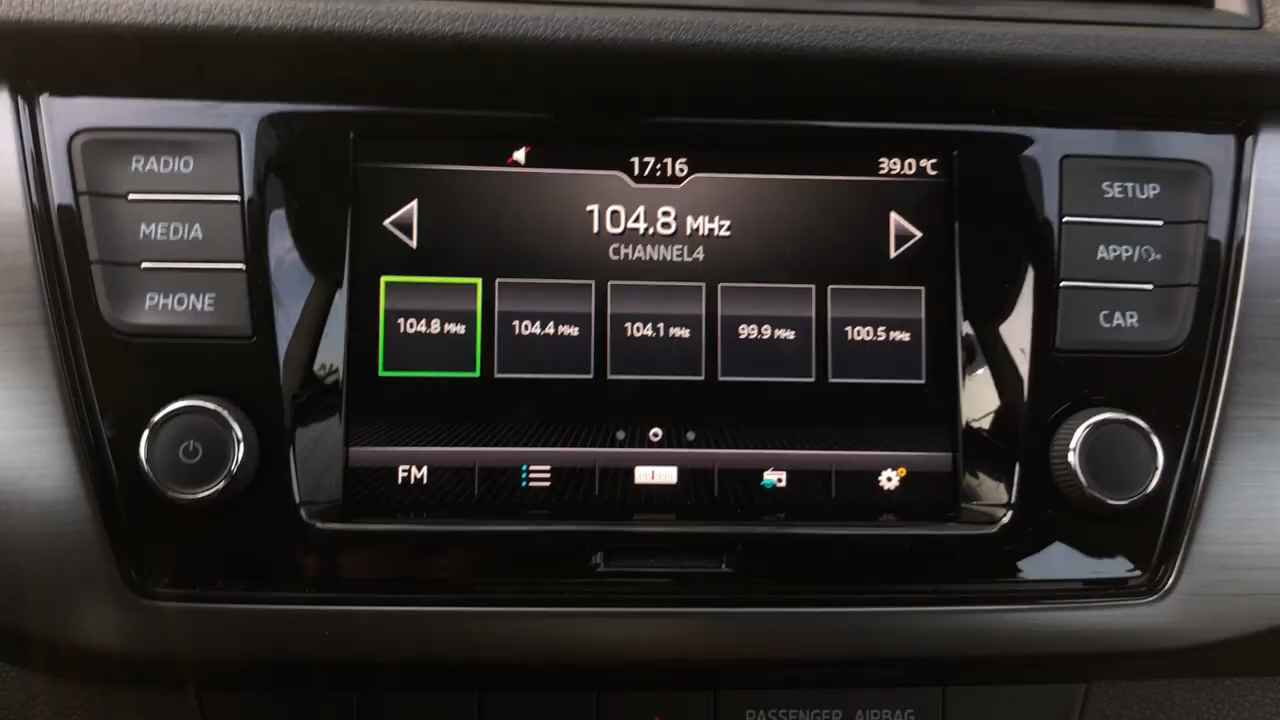 RADIO
MEDIA
PHONE
17:16
39.0 °C
104.8 MHz
CHANNEL4
104.8 MHz
104.4 MHz
104.1 MHz
99.9 MHz
100.5 MHz
FM
SETUP
APP/
CAR
PASSENGER AIRBAG